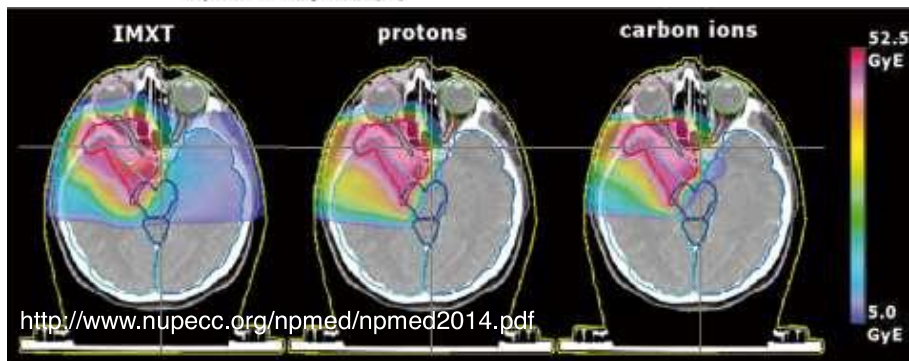 IMXT
protons
carbon ions
52.5
GyE
5.0
GyE
http://www.nupecc.org/npmed/npmed2014.pdf